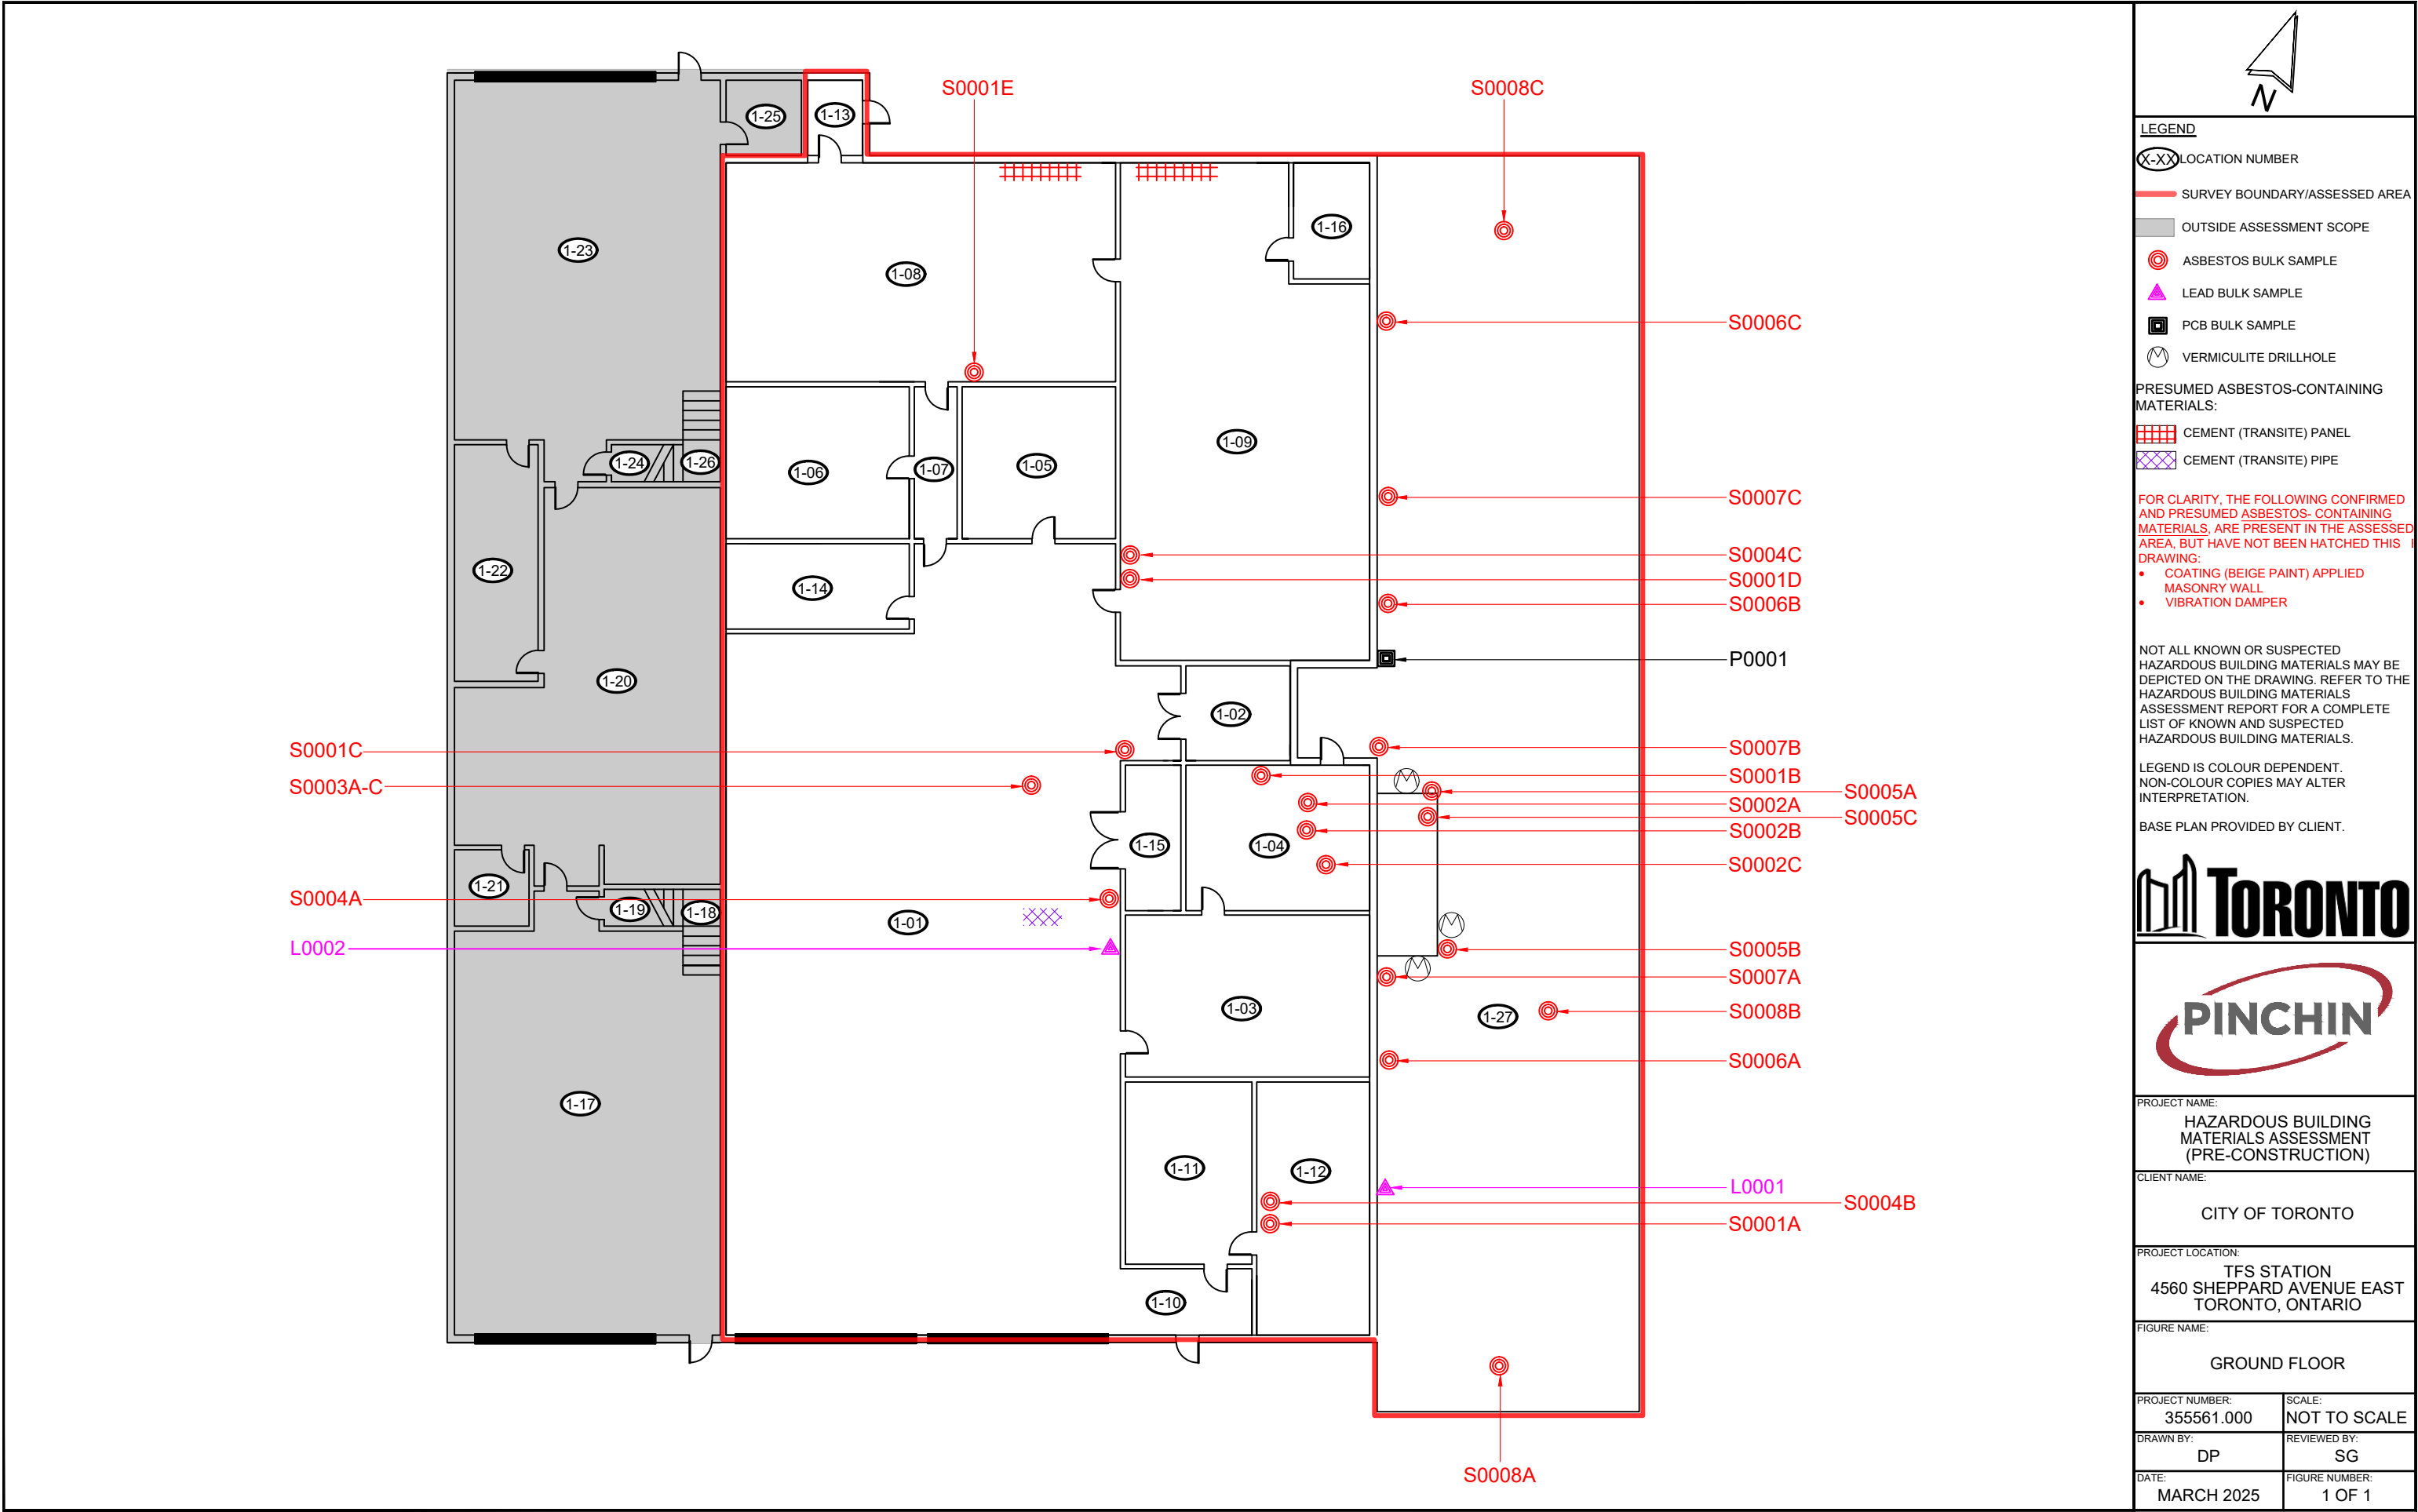 S0001E
S0008C
1-25
1-13
1-23
1-08
1-16
S0006C
1-09
1-24
1-26
1-06
1-07
1-05
S0007C
S0004C
S0001D
S0006B
1-22
1-14
P0001
1-20
1-02
S0001C
S0003A-C
S0007B
S0001B
S0005A
S0002A
S0005C
S0002B
S0002C
1-15
1-04
1-21
1-19
1-18
S0004A
L0002
1-01
S0005B
S0007A
1-03
1-27
S0008B
S0006A
1-17
1-11
1-12
L0001
S0004B
S0001A
1-10
S0008A
N
LEGEND
X-XX LOCATION NUMBER
SURVEY BOUNDARY/ASSESSED AREA
OUTSIDE ASSESSMENT SCOPE
ASBESTOS BULK SAMPLE
LEAD BULK SAMPLE
PCB BULK SAMPLE
VERMICULITE DRILLHOLE
PRESUMED ASBESTOS-CONTAINING
MATERIALS:
CEMENT (TRANSITE) PANEL
CEMENT (TRANSITE) PIPE
FOR CLARITY, THE FOLLOWING CONFIRMED
AND PRESUMED ASBESTOS- CONTAINING
MATERIALS, ARE PRESENT IN THE ASSESSED
AREA, BUT HAVE NOT BEEN HATCHED THIS I
DRAWING:
• COATING (BEIGE PAINT) APPLIED
MASONRY WALL
• VIBRATION DAMPER
NOT ALL KNOWN OR SUSPECTED
HAZARDOUS BUILDING MATERIALS MAY BE
DEPICTED ON THE DRAWING. REFER TO THE
HAZARDOUS BUILDING MATERIALS
ASSESSMENT REPORT FOR A COMPLETE
LIST OF KNOWN AND SUSPECTED
HAZARDOUS BUILDING MATERIALS.
LEGEND IS COLOUR DEPENDENT.
NON-COLOUR COPIES MAY ALTER
INTERPRETATION.
BASE PLAN PROVIDED BY CLIENT.
TORONTO
PINCHIN
PROJECT NAME:
HAZARDOUS BUILDING
MATERIALS ASSESSMENT
(PRE-CONSTRUCTION)
CLIENT NAME:
CITY OF TORONTO
PROJECT LOCATION:
TFS STATION
4560 SHEPPARD AVENUE EAST
TORONTO, ONTARIO
FIGURE NAME:
GROUND FLOOR
PROJECT NUMBER:
355561.000
SCALE:
NOT TO SCALE
DRAWN BY:
DP
REVIEWED BY:
SG
DATE:
MARCH 2025
FIGURE NUMBER:
1 OF 1